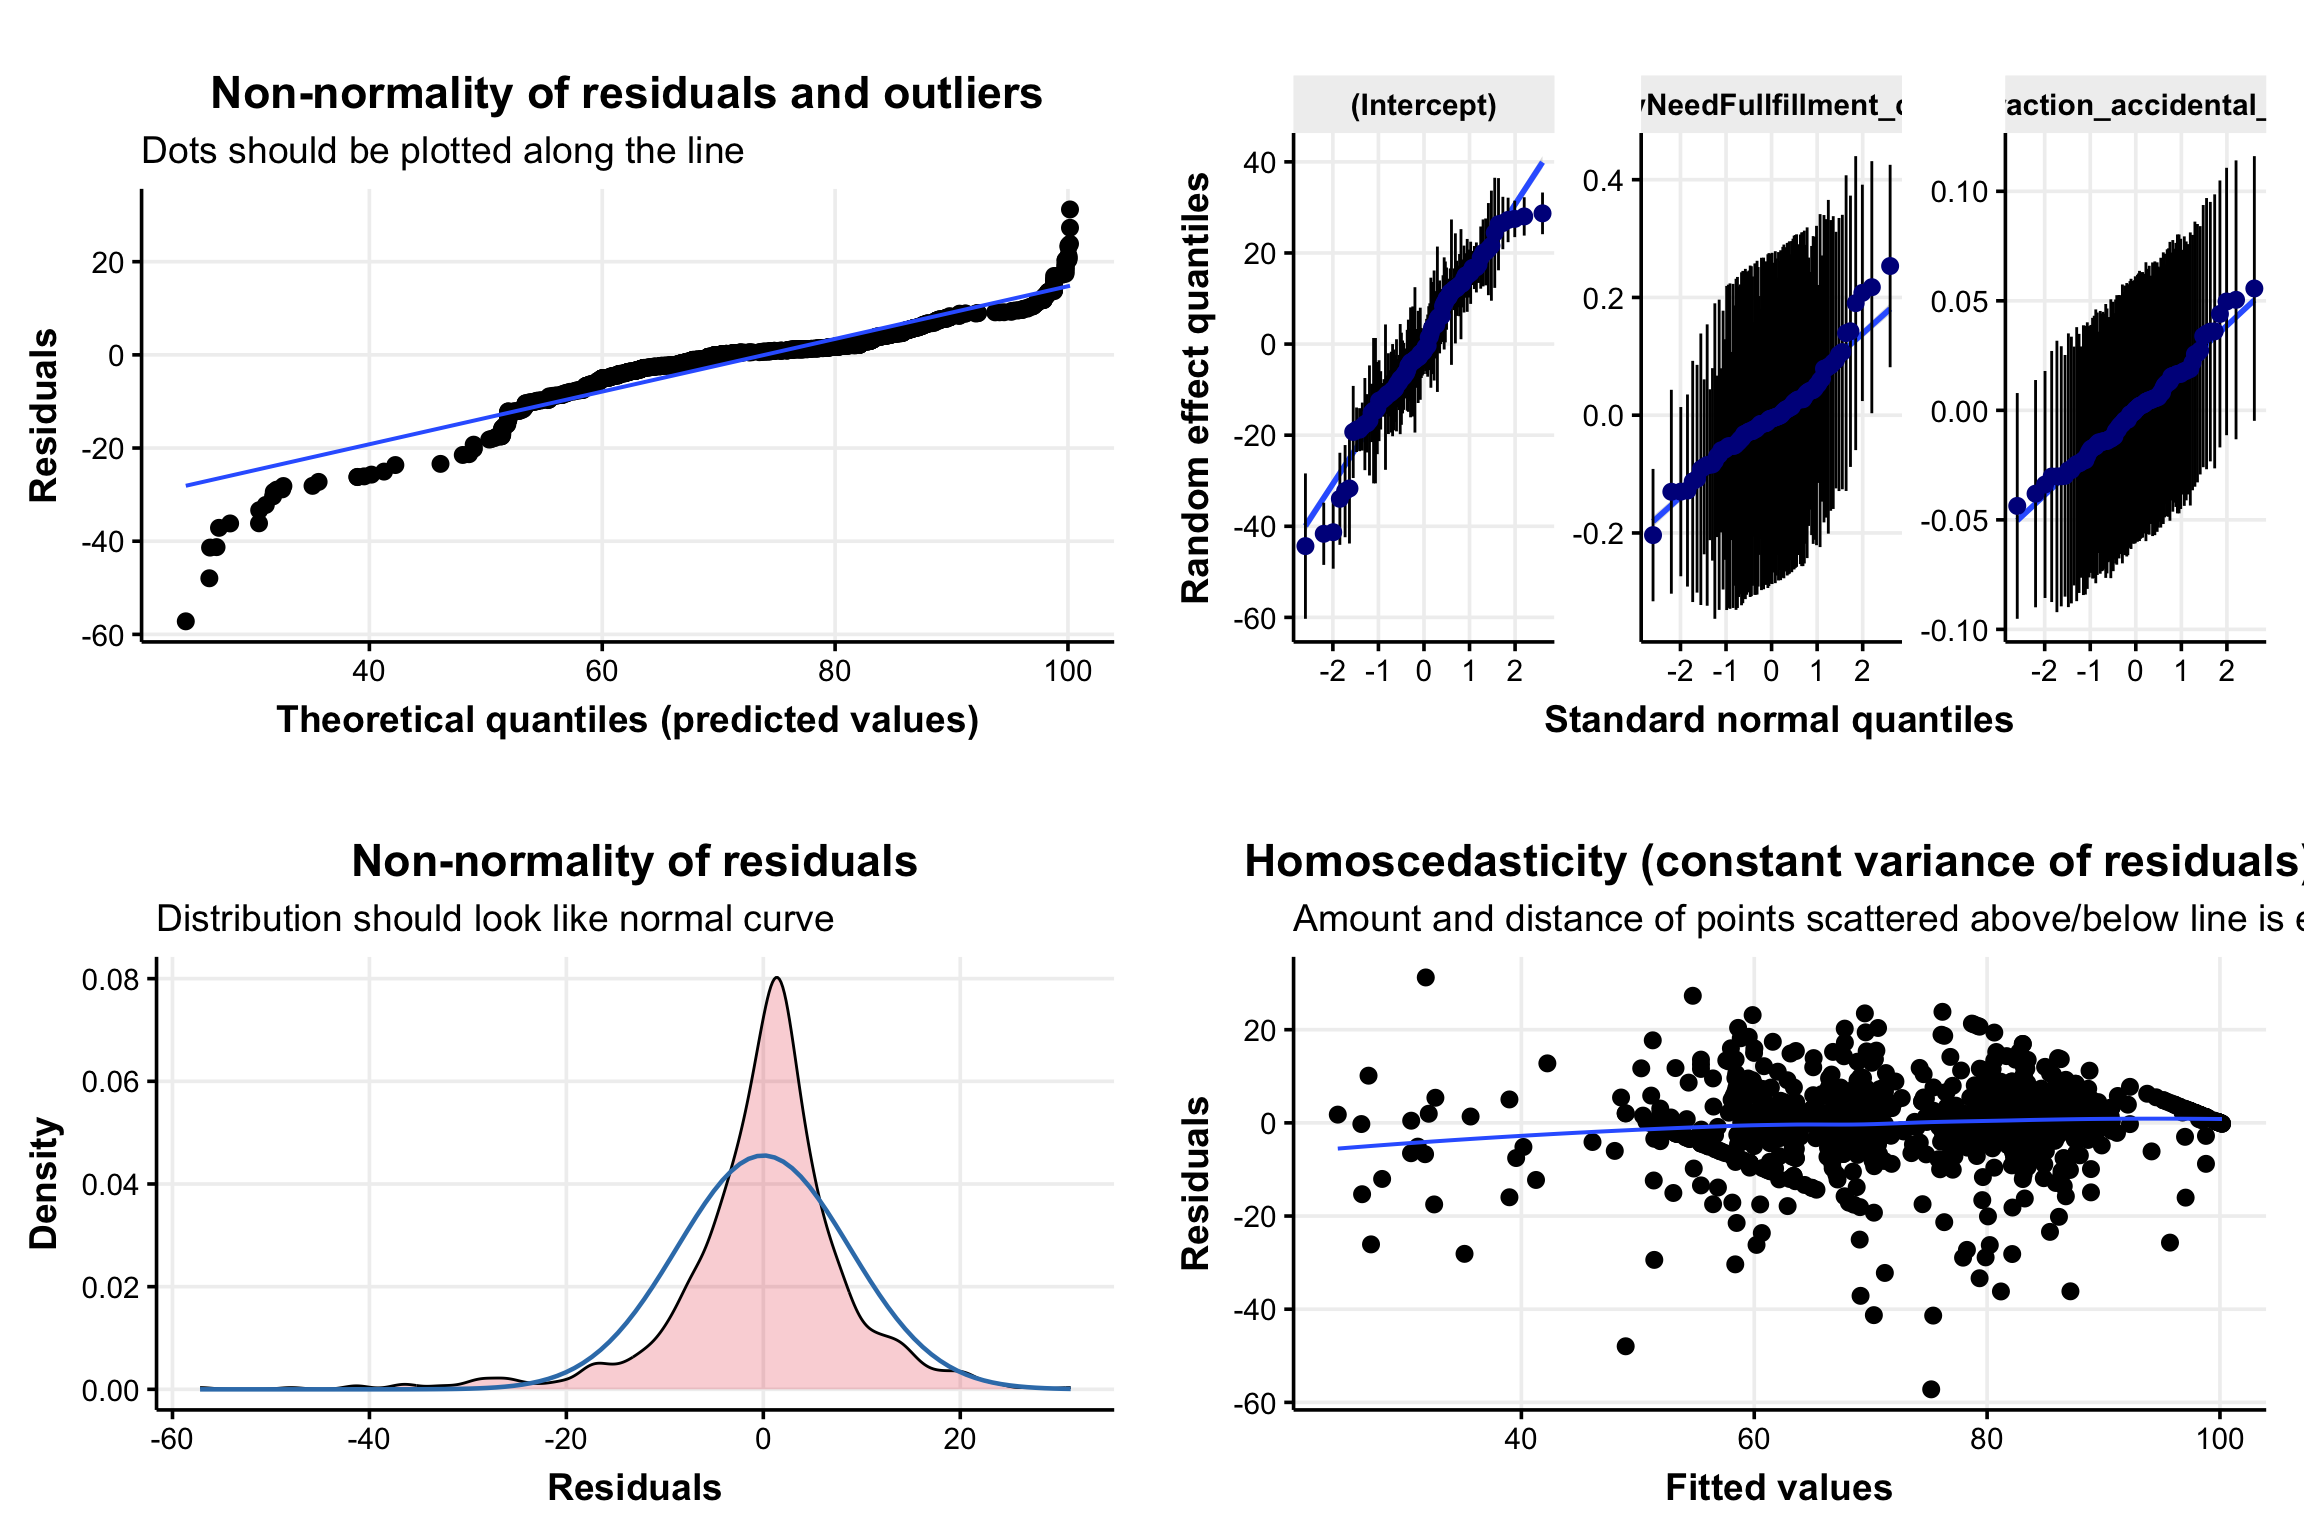 Non-normality of residuals and outliers
Dots should be plotted along the line
Residuals
20
0
-20
-40
-60
40 60 80 100
Theoretical quantiles (predicted values)
(Intercept)
yNeedFullfillment_c
raction_accidental_
Random effect quantiles
40
20
0
-20
-40
-60
0.4
0.2
0.0
-0.2
0.10
0.05
0.00
-0.05
-0.10
-2 -1 0 1 2
-2 -1 0 1 2
-2 -1 0 1 2
Standard normal quantiles
Non-normality of residuals
Distribution should look like normal curve
Density
0.08
0.06
0.04
0.02
0.00
-60 -40 -20 0 20
Residuals
Homoscedasticity (constant variance of residuals)
Amount and distance of points scattered above/below line is e
Residuals
20
0
-20
-40
-60
40 60 80 100
Fitted values